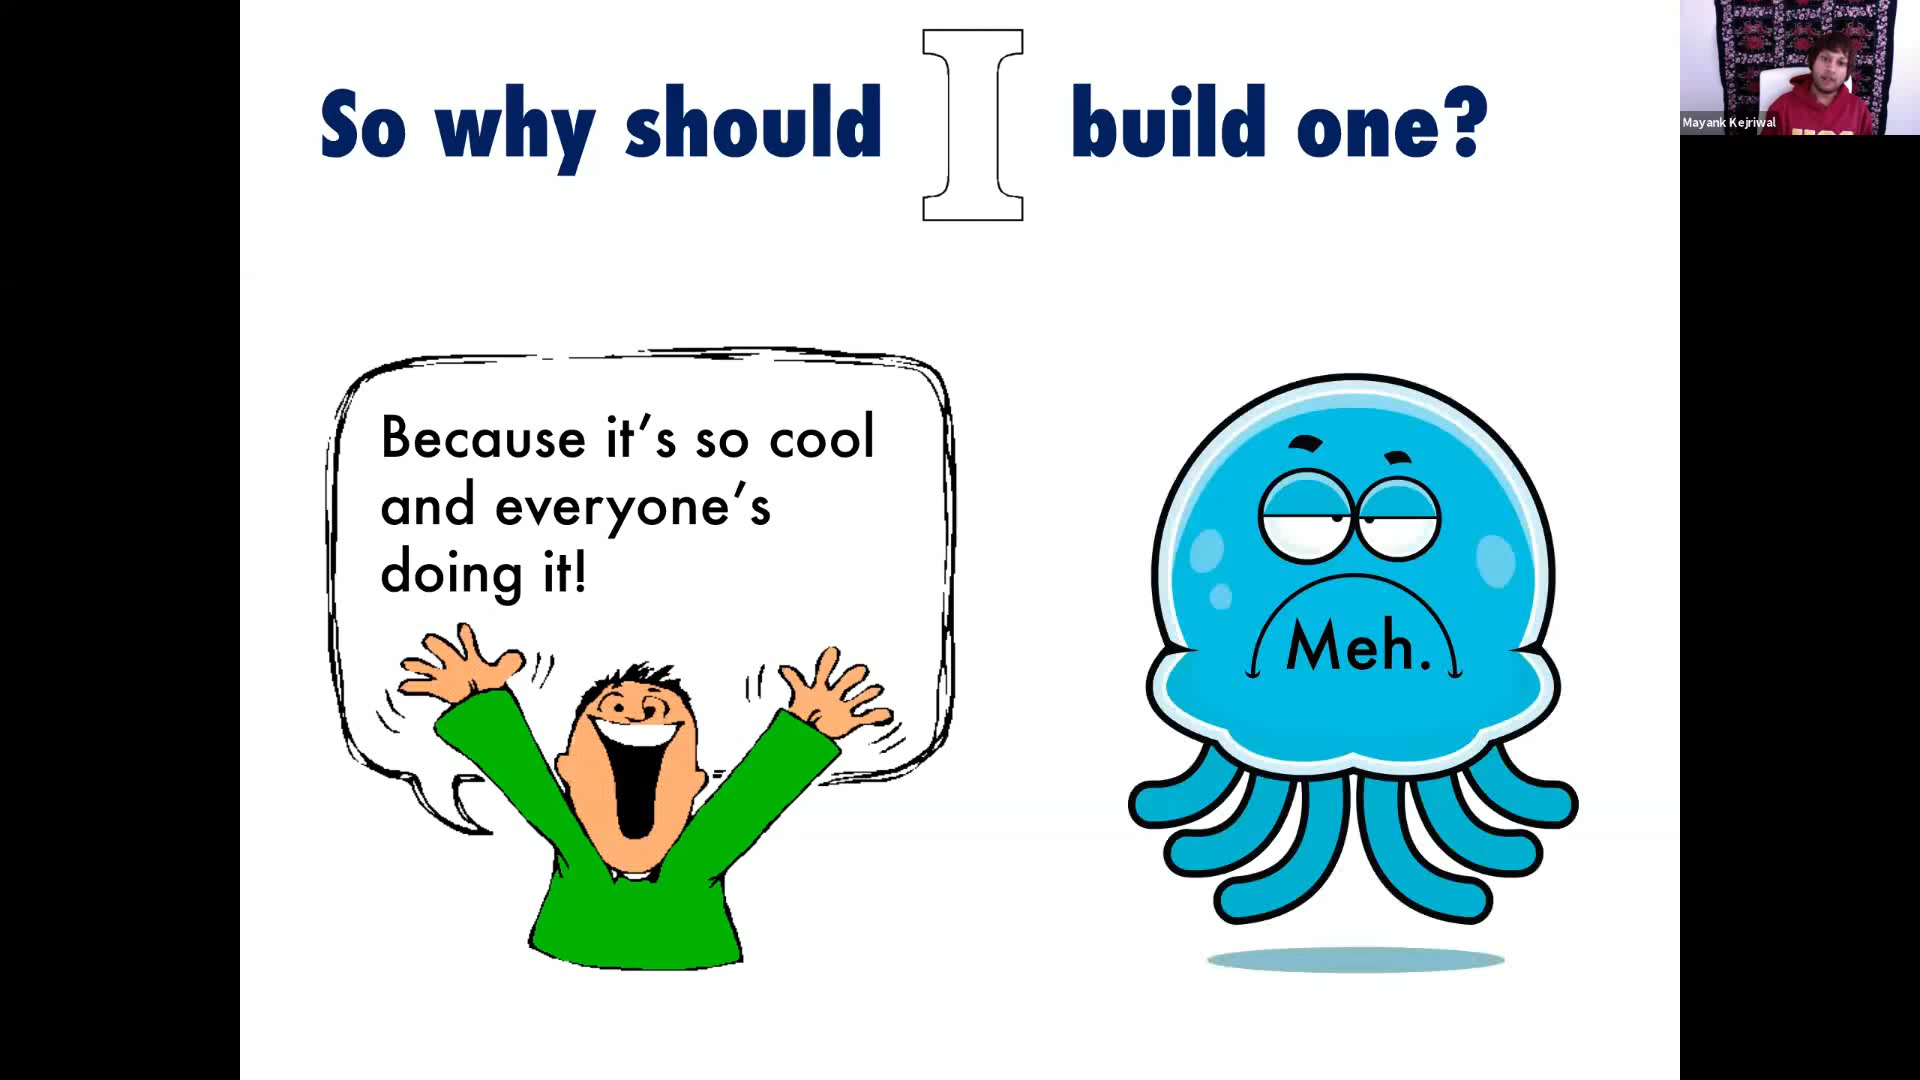 So why should I build one?
Mayank Kejriwal
Because it's so cool
and everyone's
doing it!
Meh.